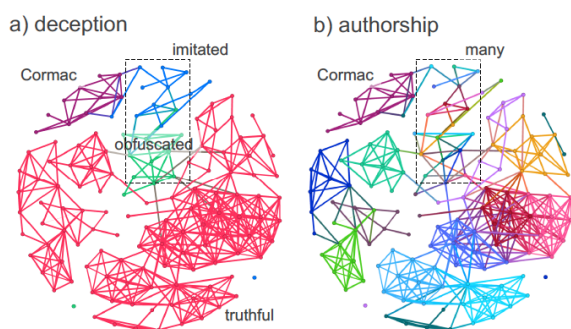 a) deception
imitated
Cormac
obfuscated
truthful
b) authorship
many
Cormac